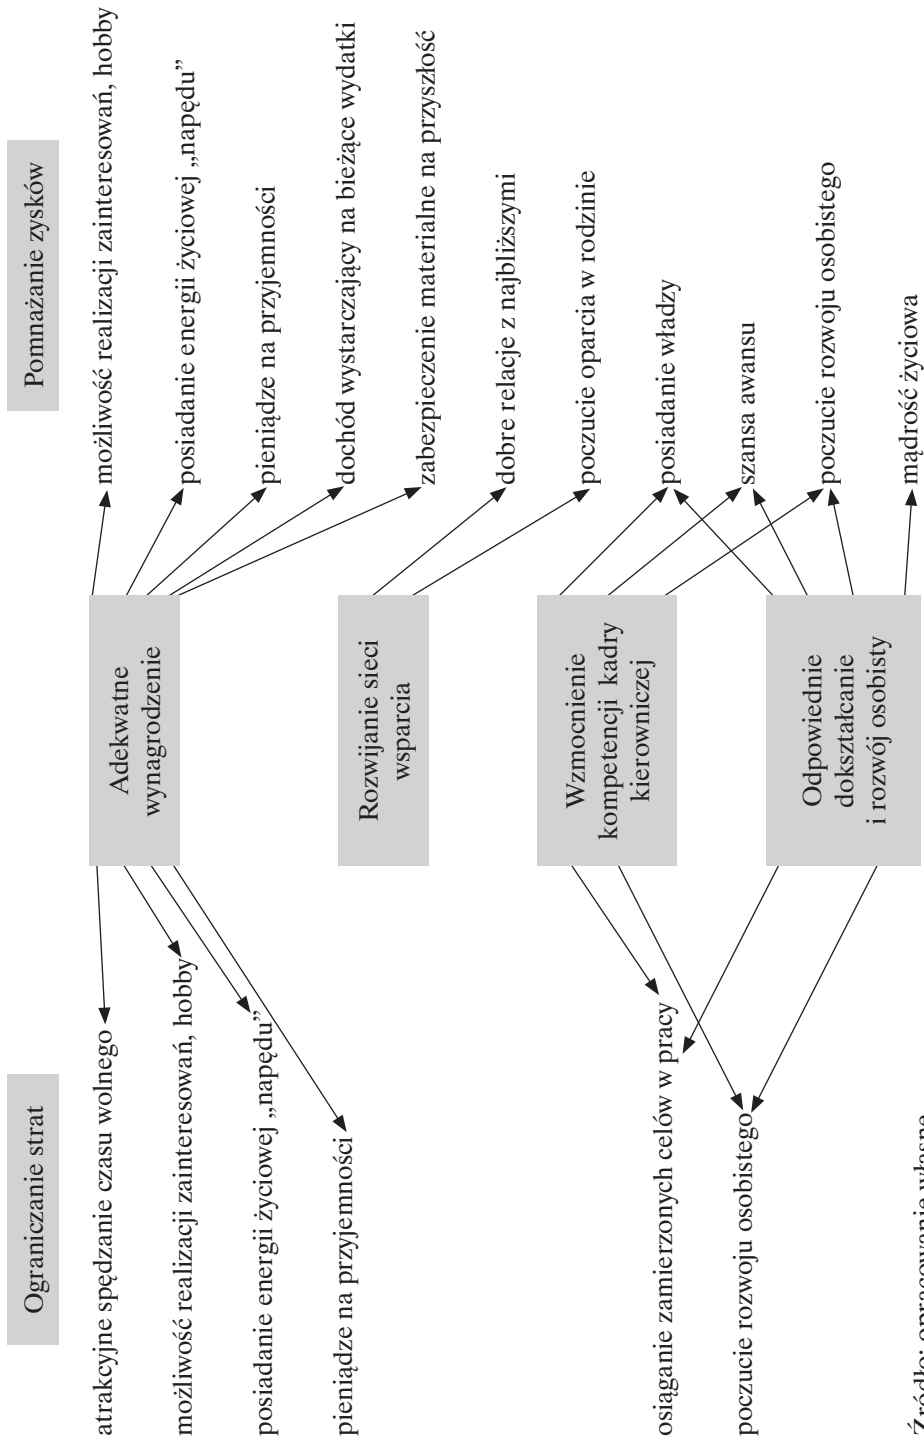 Ograniczanie strat
Pomnażanie zysków
atrakcyjne spędzanie czasu wolnego
możliwość realizacji zainteresowań, hobby
posiadanie energii życiowej „napędu”
pieniądze na przyjemności
osiąganie zamierzonych celów w pracy
poczucie rozwoju osobistego
Adekwatne
wynagrodzenie
Rozwijanie sieci
wsparcia
Wzmocnienie
kompetencji kadry
kierowniczej
Odpowiednie
dokształcanie
i rozwój osobisty
możliwość realizacji zainteresowań, hobby
posiadanie energii życiowej „napędu”
pieniądze na przyjemności
dochód wystarczający na bieżące wydatki
zabezpieczenie materialne na przyszłość
dobre relacje z najbliższymi
poczucie oparcia w rodzinie
posiadanie władzy
szansa awansu
poczucie rozwoju osobistego
mądrość życiowa
Źródło: opracowanie własne